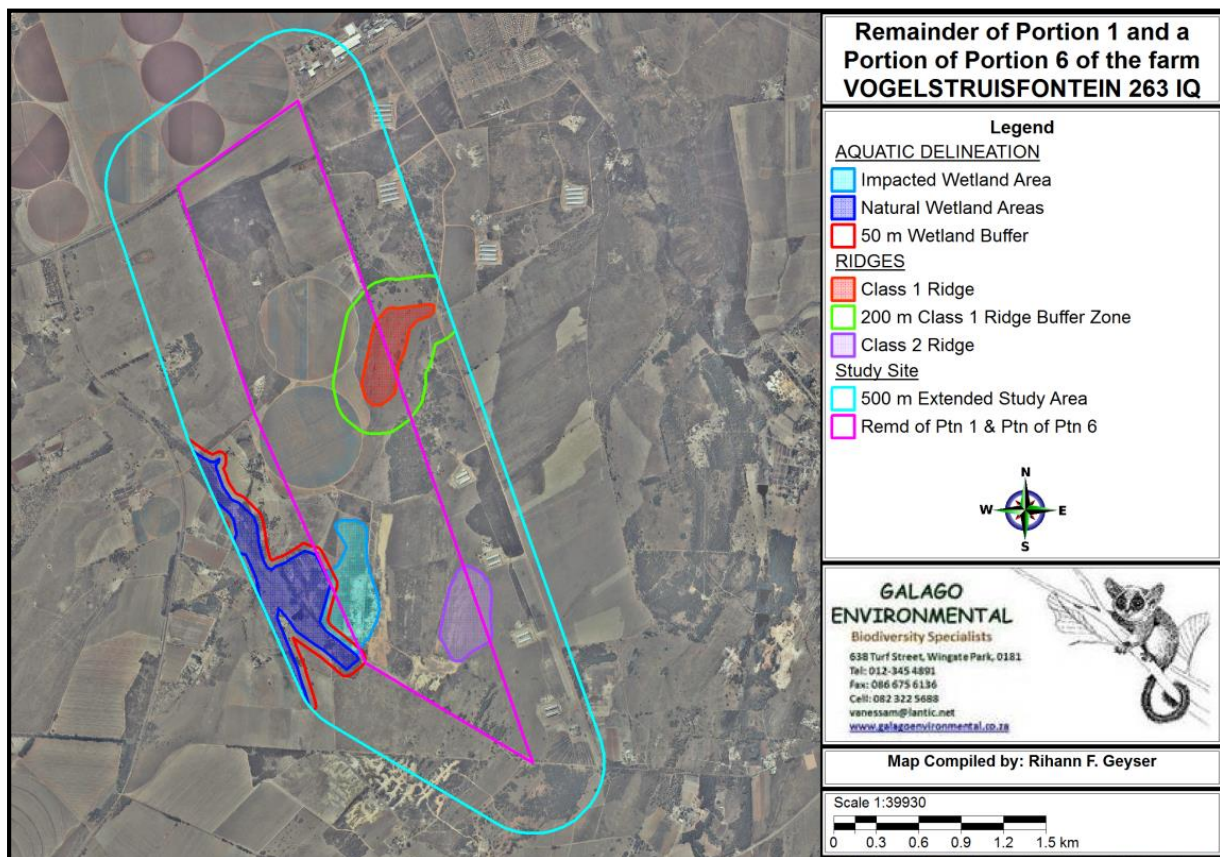 Remainder of Portion 1 and a
Portion of Portion 6 of the farm
VOGELSTRUISFONTEIN 263 IQ
Legend
AQUATIC DELINEATION
Impacted Wetland Area
Natural Wetland Areas
50 m Wetland Buffer
RIDGES
Class 1 Ridge
200 m Class 1 Ridge Buffer Zone
Class 2 Ridge
Study Site
500 m Extended Study Area
Remd of Ptn 1 & Ptn of Ptn 6
N
W E
S
GALAGO
ENVIRONMENTAL
Biodiversity Specialists
638 Turf Street, Wingate Park, 0181
Tel: 012-345 4891
Fax: 086 675 6136
Cell: 082 322 5688
vanessam@lantic.net
www.galagoenvironmental.co.za
Map Compiled by: Rihann F. Geyser
Scale 1:39930
0 0.3 0.6 0.9 1.2 1.5 km